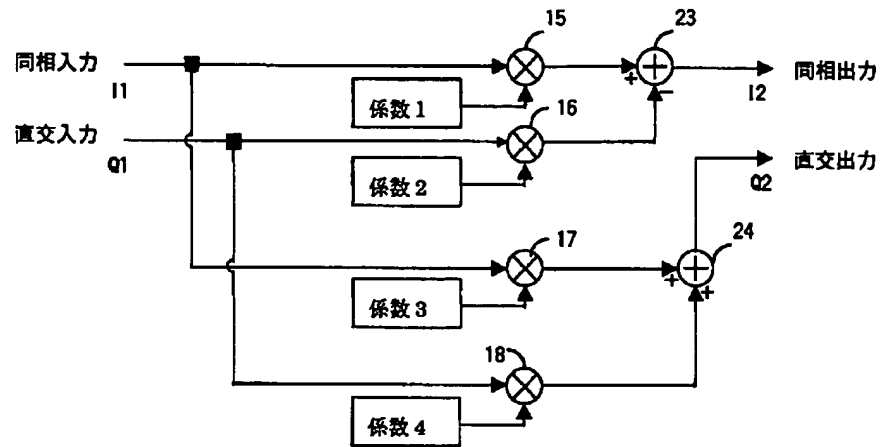 15
23
同相入力
I1
係数1
+
-
I2
同相出力
16
直交入力
Q1
係数2
Q2
直交出力
17
24
係数3
+
+
18
係数4